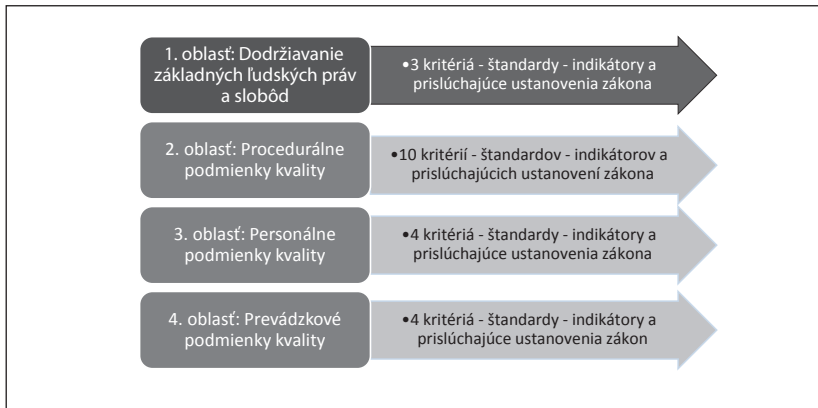 1. oblasť: Dodržiavanie
základných ľudských práv
a slobôd
•3 kritériá - štandardy - indikátory a
prislúchajúce ustanovenia zákona
2. oblasť: Procedurálne
podmienky kvality
•10 kritérií - štandardov - indikátorov a
prislúchajúcich ustanovení zákona
3. oblasť: Personálne
podmienky kvality
•4 kritériá - štandardy - indikátory a
prislúchajúce ustanovenia zákona
4. oblasť: Prevádzkové
podmienky kvality
•4 kritériá - štandardy - indikátory a
prislúchajúce ustanovenia zákon